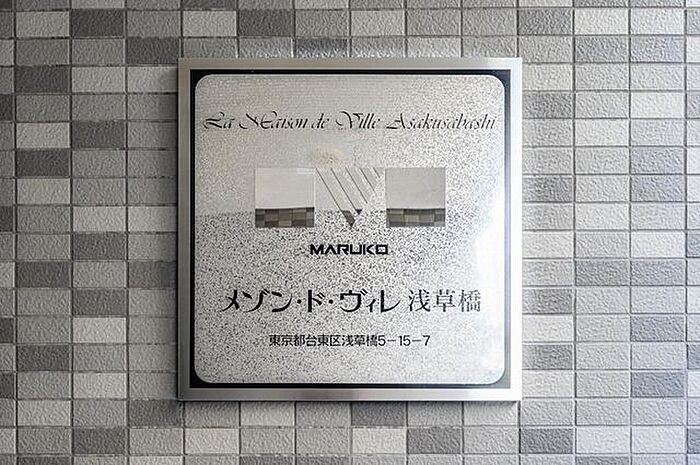 La Maison de Ville Asakusabashi
MARUKO
メゾン・ド・ヴィレ浅草橋
東京都台東区浅草橋5-15-7